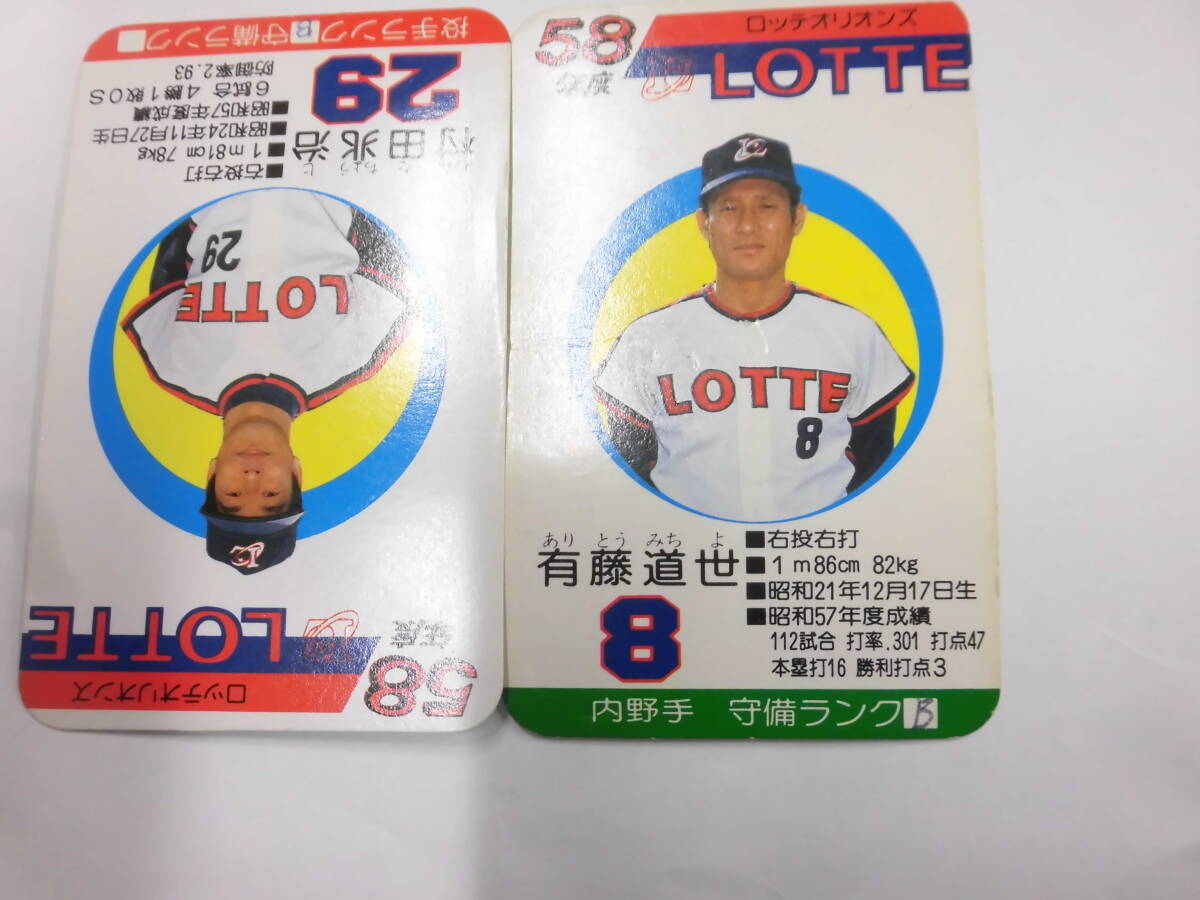 ロッテオリオンズ
58
年度
LOTTE
LOTTE
29
むら た ちょう じ
村田兆治
29
■右投右打
■1m81cm 78kg
■昭和24年11月27日生
■昭和57年度成績
6試合 4勝1敗0S
防御率2.93
投手ランク B 守備ランク
ロッテオリオンズ
58
年度
LOTTE
LOTTE
8
あり とう みち よ
有藤道世
8
■右投右打
■1m86cm 82kg
■昭和21年12月17日生
■昭和57年度成績
112試合 打率.301 打点47
本塁打16 勝利打点3
内野手 守備ランク B